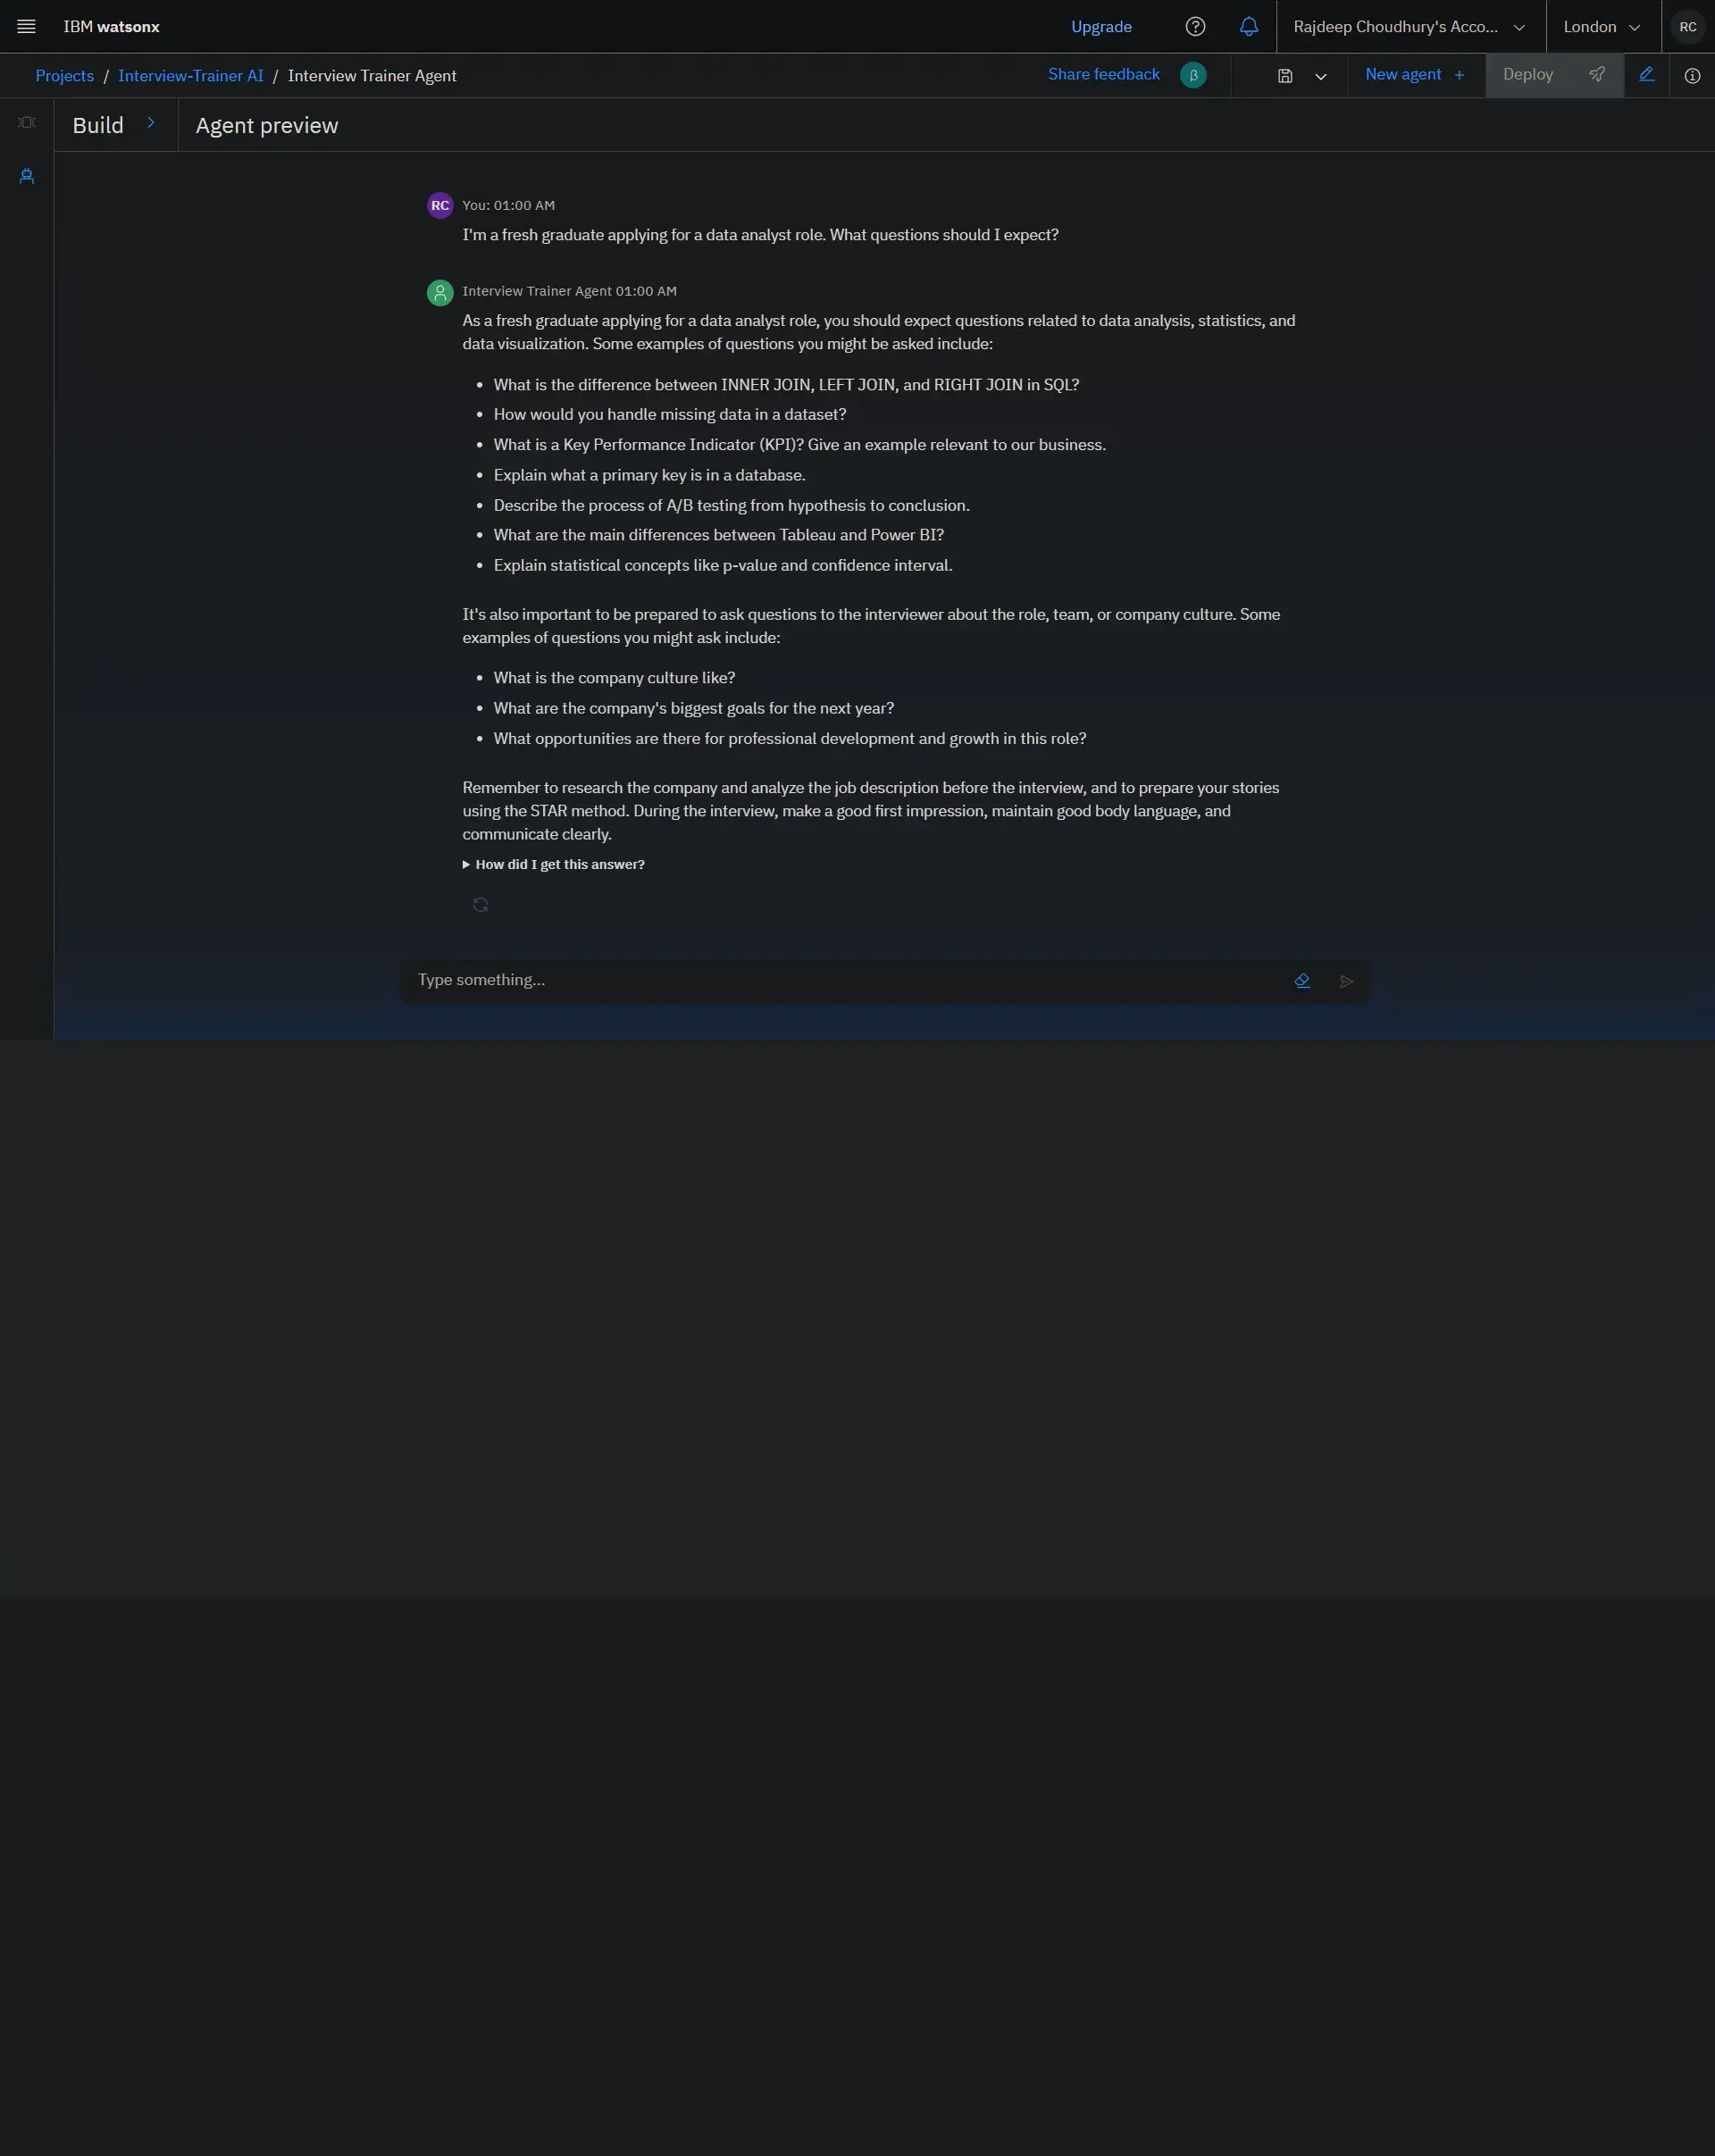 IBM watsonx
Upgrade
Rajdeep Choudhury's Acco...
London
RC
Projects / Interview-Trainer AI / Interview Trainer Agent
Share feedback
β
New agent +
Deploy
Build
Agent preview
RC
You: 01:00 AM
I'm a fresh graduate applying for a data analyst role. What questions should I expect?
Interview Trainer Agent 01:00 AM
As a fresh graduate applying for a data analyst role, you should expect questions related to data analysis, statistics, and
data visualization. Some examples of questions you might be asked include:
• What is the difference between INNER JOIN, LEFT JOIN, and RIGHT JOIN in SQL?
• How would you handle missing data in a dataset?
• What is a Key Performance Indicator (KPI)? Give an example relevant to our business.
• Explain what a primary key is in a database.
• Describe the process of A/B testing from hypothesis to conclusion.
• What are the main differences between Tableau and Power BI?
• Explain statistical concepts like p-value and confidence interval.
It's also important to be prepared to ask questions to the interviewer about the role, team, or company culture. Some
examples of questions you might ask include:
• What is the company culture like?
• What are the company's biggest goals for the next year?
• What opportunities are there for professional development and growth in this role?
Remember to research the company and analyze the job description before the interview, and to prepare your stories
using the STAR method. During the interview, make a good first impression, maintain good body language, and
communicate clearly.
How did I get this answer?
Type something...